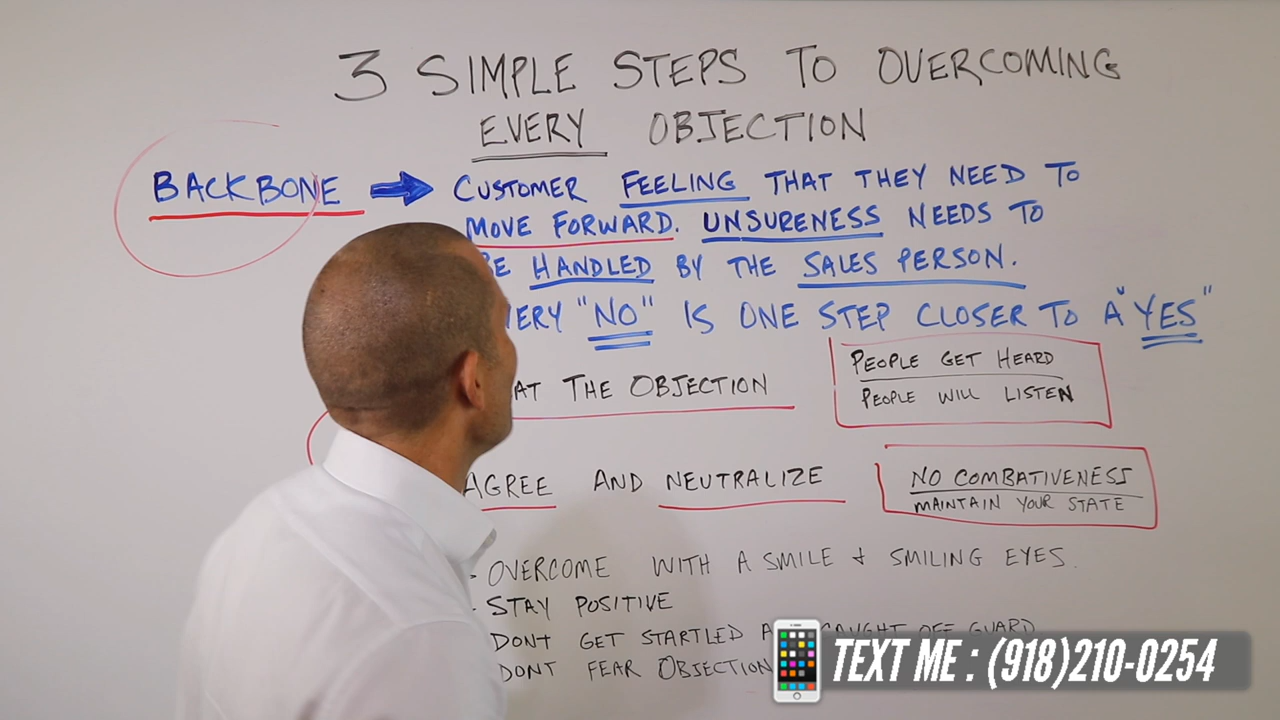 3 SIMPLE STEPS TO OVERCOMING
EVERY OBJECTION
BACKBONE → CUSTOMER FEELING THAT THEY NEED TO
MOVE FORWARD. UNSURENESS NEEDS TO
HANDLED BY THE SALES PERSON.
"NO" IS ONE STEP CLOSER TO A "YES"
THE OBJECTION
PEOPLE GET HEARD
PEOPLE WILL LISTEN
AGREE AND NEUTRALIZE
NO COMBATIVENESS
MAINTAIN YOUR STATE
- OVERCOME WITH A SMILE & SMILING EYES.
- STAY POSITIVE
DONT GET STARTLED CAUGHT OFF GUARD
DONT FEAR OBJECTION
TEXT ME : (918)210-0254